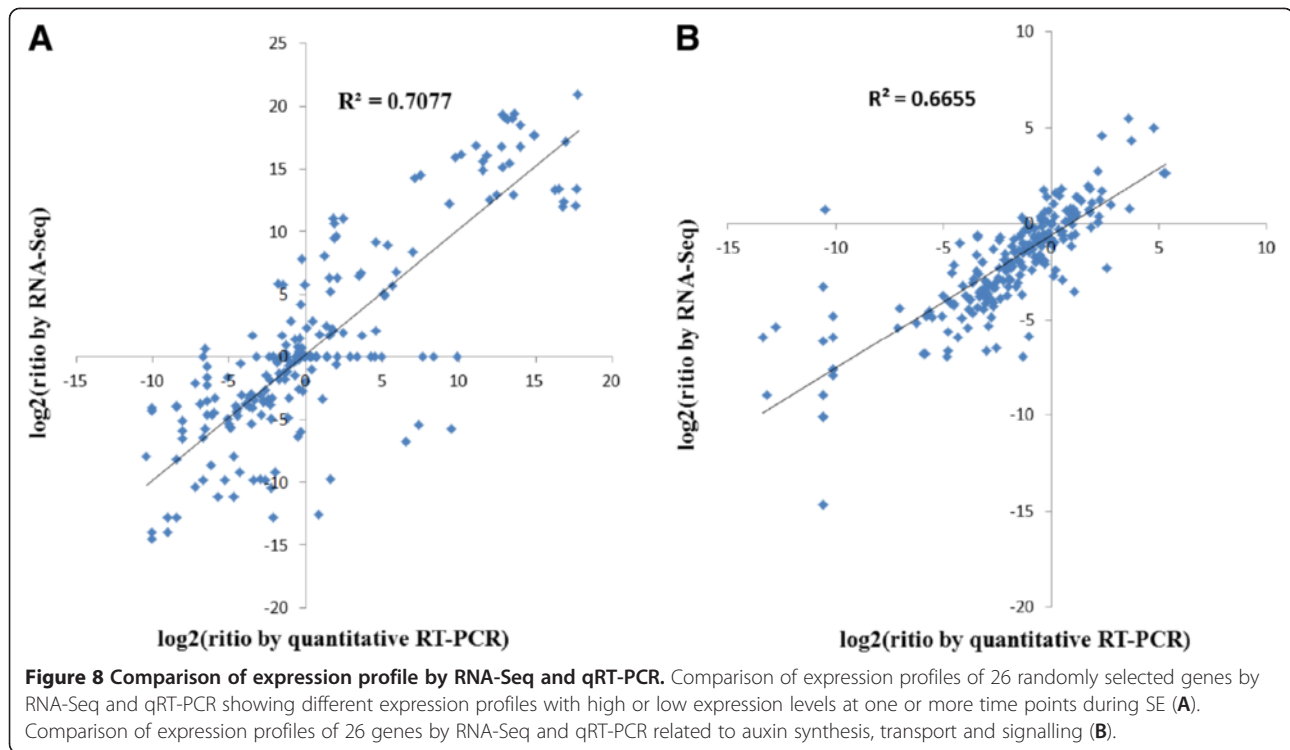 A
B
25
20
15
10
5
0
-5
-10
-15
-20
-15
-10
-5
0
5
10
15
20
R² = 0.7077
log2(ritio by RNA-Seq)
log2(ritio by quantitative RT-PCR)
10
5
0
-5
-10
-15
-20
-15
-10
-5
0
5
10
R² = 0.6655
log2(ritio by RNA-Seq)
log2(ritio by quantitative RT-PCR)
Figure 8 Comparison of expression profile by RNA-Seq and qRT-PCR. Comparison of expression profiles of 26 randomly selected genes by
RNA-Seq and qRT-PCR showing different expression profiles with high or low expression levels at one or more time points during SE (A).
Comparison of expression profiles of 26 genes by RNA-Seq and qRT-PCR related to auxin synthesis, transport and signalling (B).